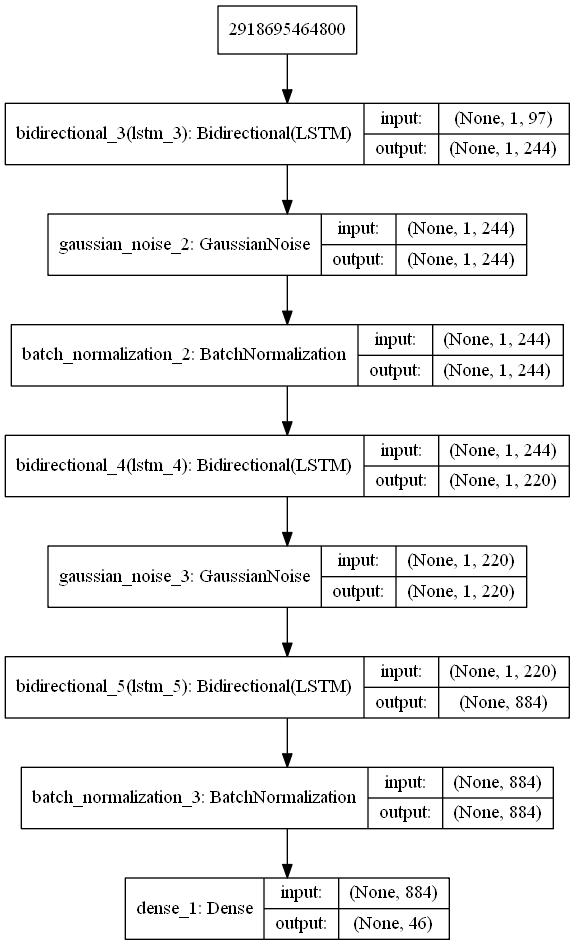 2918695464800
bidirectional_3(lstm_3): Bidirectional(LSTM)
input: (None, 1, 97)
output: (None, 1, 244)
gaussian_noise_2: GaussianNoise
input: (None, 1, 244)
output: (None, 1, 244)
batch_normalization_2: BatchNormalization
input: (None, 1, 244)
output: (None, 1, 244)
bidirectional_4(lstm_4): Bidirectional(LSTM)
input: (None, 1, 244)
output: (None, 1, 220)
gaussian_noise_3: GaussianNoise
input: (None, 1, 220)
output: (None, 1, 220)
bidirectional_5(lstm_5): Bidirectional(LSTM)
input: (None, 1, 220)
output: (None, 884)
batch_normalization_3: BatchNormalization
input: (None, 884)
output: (None, 884)
dense_1: Dense
input: (None, 884)
output: (None, 46)